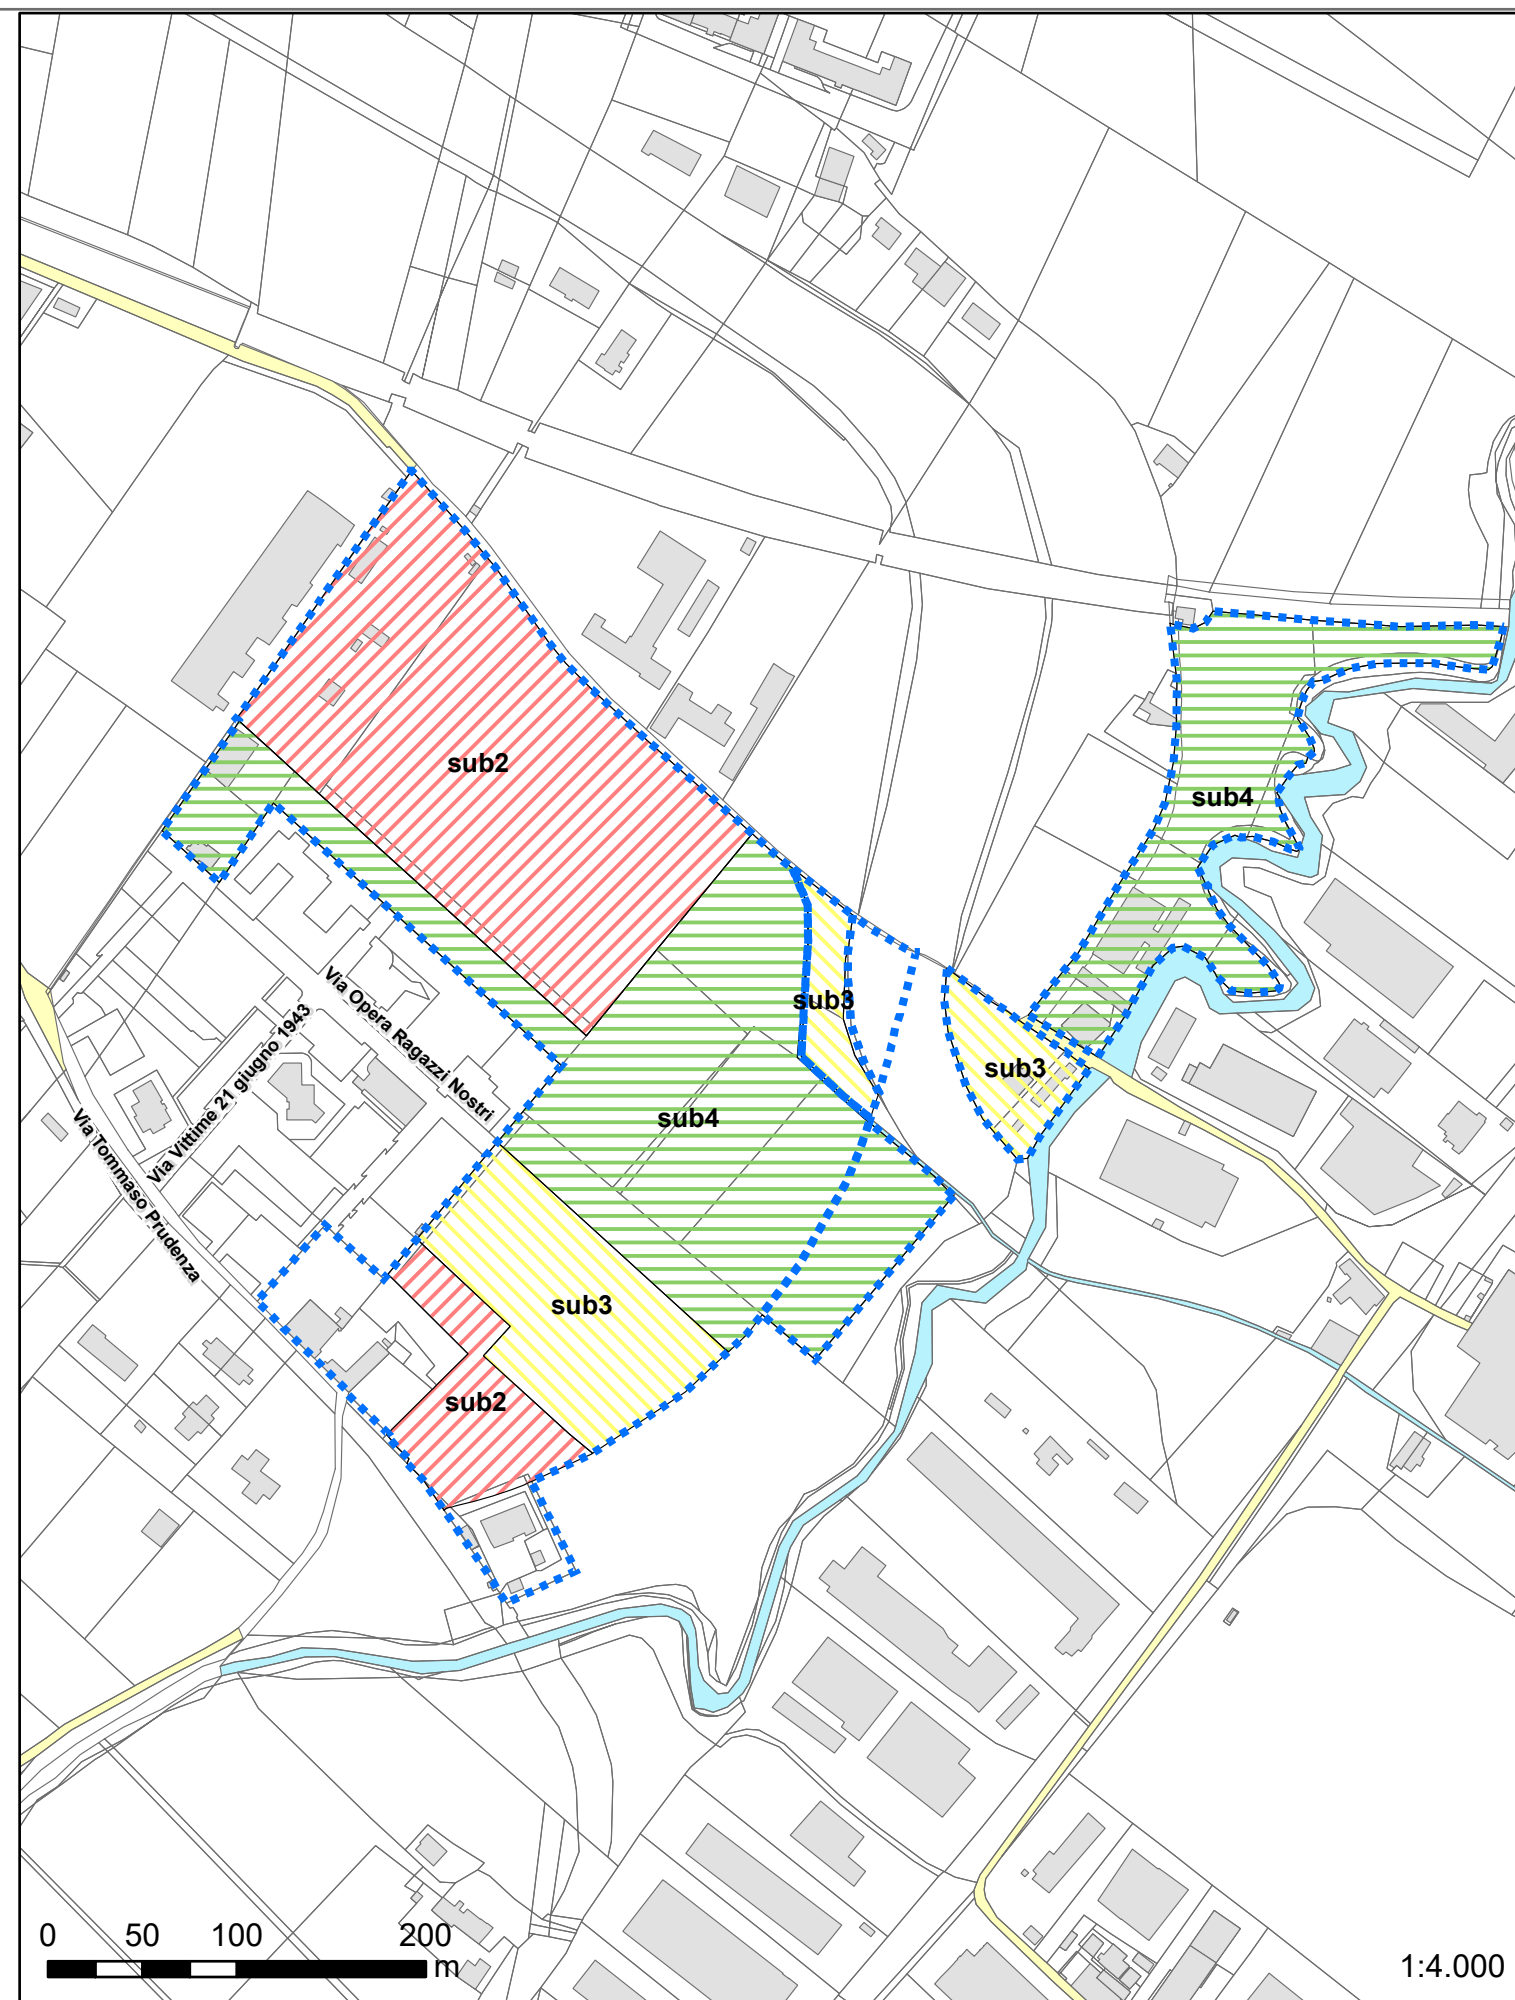 sub2
sub4
sub3
sub3
sub4
Via Opera Ragazzi Nostri
Via Vittime 21 giugno 1943
Via Tommaso Prudenza
sub3
sub2
0 50 100 200
m
1:4.000